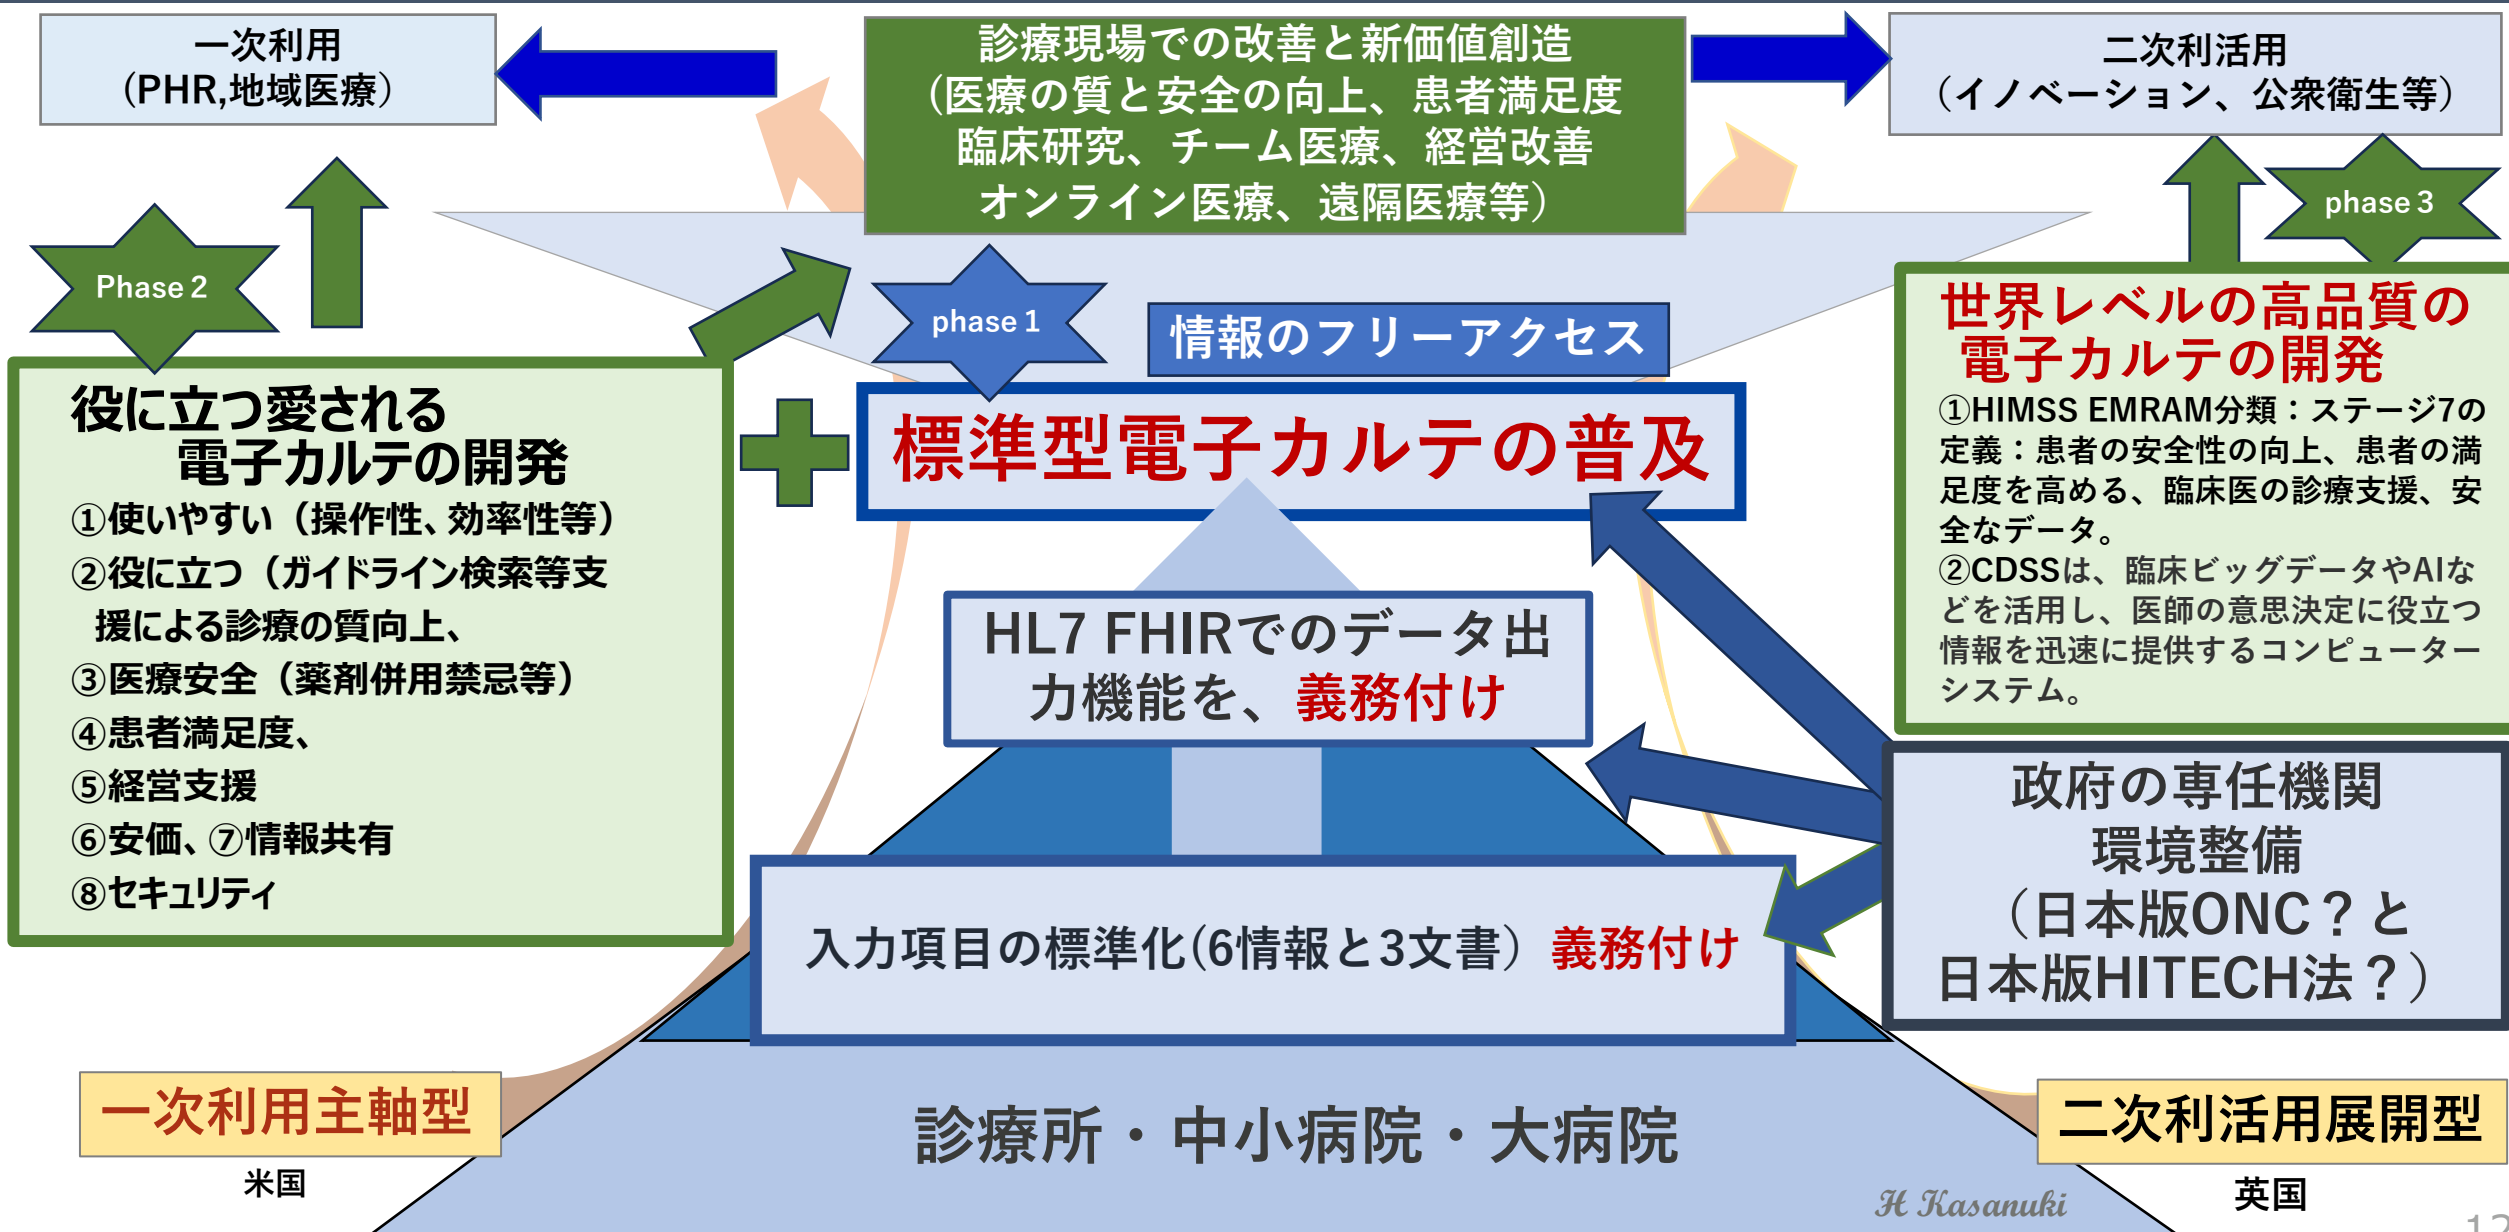 一次利用
（PHR,地域医療）
診療現場での改善と新価値創造
（医療の質と安全の向上、患者満足度
臨床研究、チーム医療、経営改善
オンライン医療、遠隔医療等）
二次利活用
（イノベーション、公衆衛生等）
Phase 2
phase 1
phase 3
情報のフリーアクセス
標準型電子カルテの普及
役に立つ愛される
電子カルテの開発
①使いやすい（操作性、効率性等）
②役に立つ（ガイドライン検索等支
援による診療の質向上、
③医療安全（薬剤併用禁忌等）
④患者満足度、
⑤経営支援
⑥安価、⑦情報共有
⑧セキュリティ
世界レベルの高品質の
電子カルテの開発
①HIMSS EMRAM分類：ステージ7の
定義：患者の安全性の向上、患者の満
足度を高める、臨床医の診療支援、安
全なデータ。
②CDSSは、臨床ビッグデータやAIな
どを活用し、医師の意思決定に役立つ
情報を迅速に提供するコンピューター
システム。
HL7 FHIRでのデータ出
力機能を、義務付け
政府の専任機関
環境整備
（日本版ONC？と
日本版HITECH法？）
入力項目の標準化(6情報と3文書）義務付け
一次利用主軸型
米国
診療所・中小病院・大病院
二次利活用展開型
英国
H Kasanuki
12